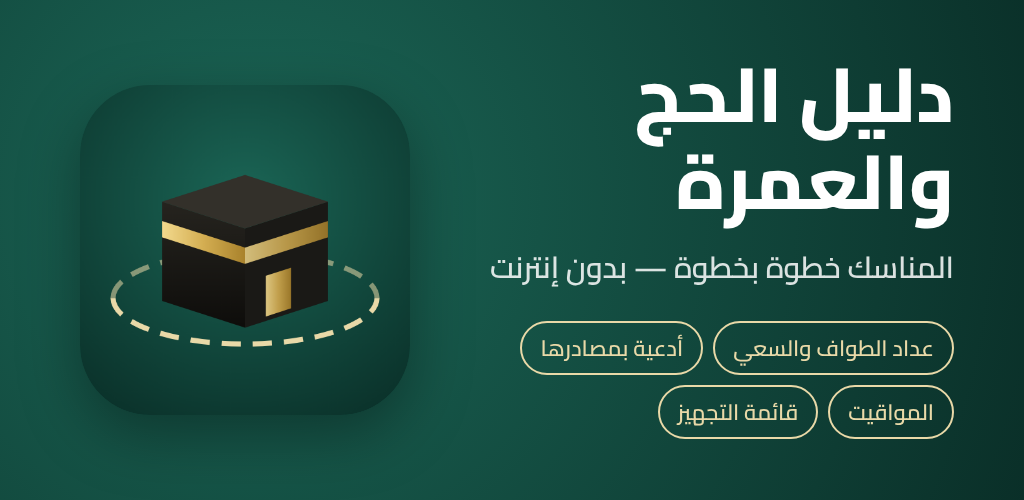 دليل الحج
والعمرة
المناسك خطوة بخطوة — بدون إنترنت
عداد الطواف والسعي
أدعية بمصادرها
المواقيت
قائمة التجهيز